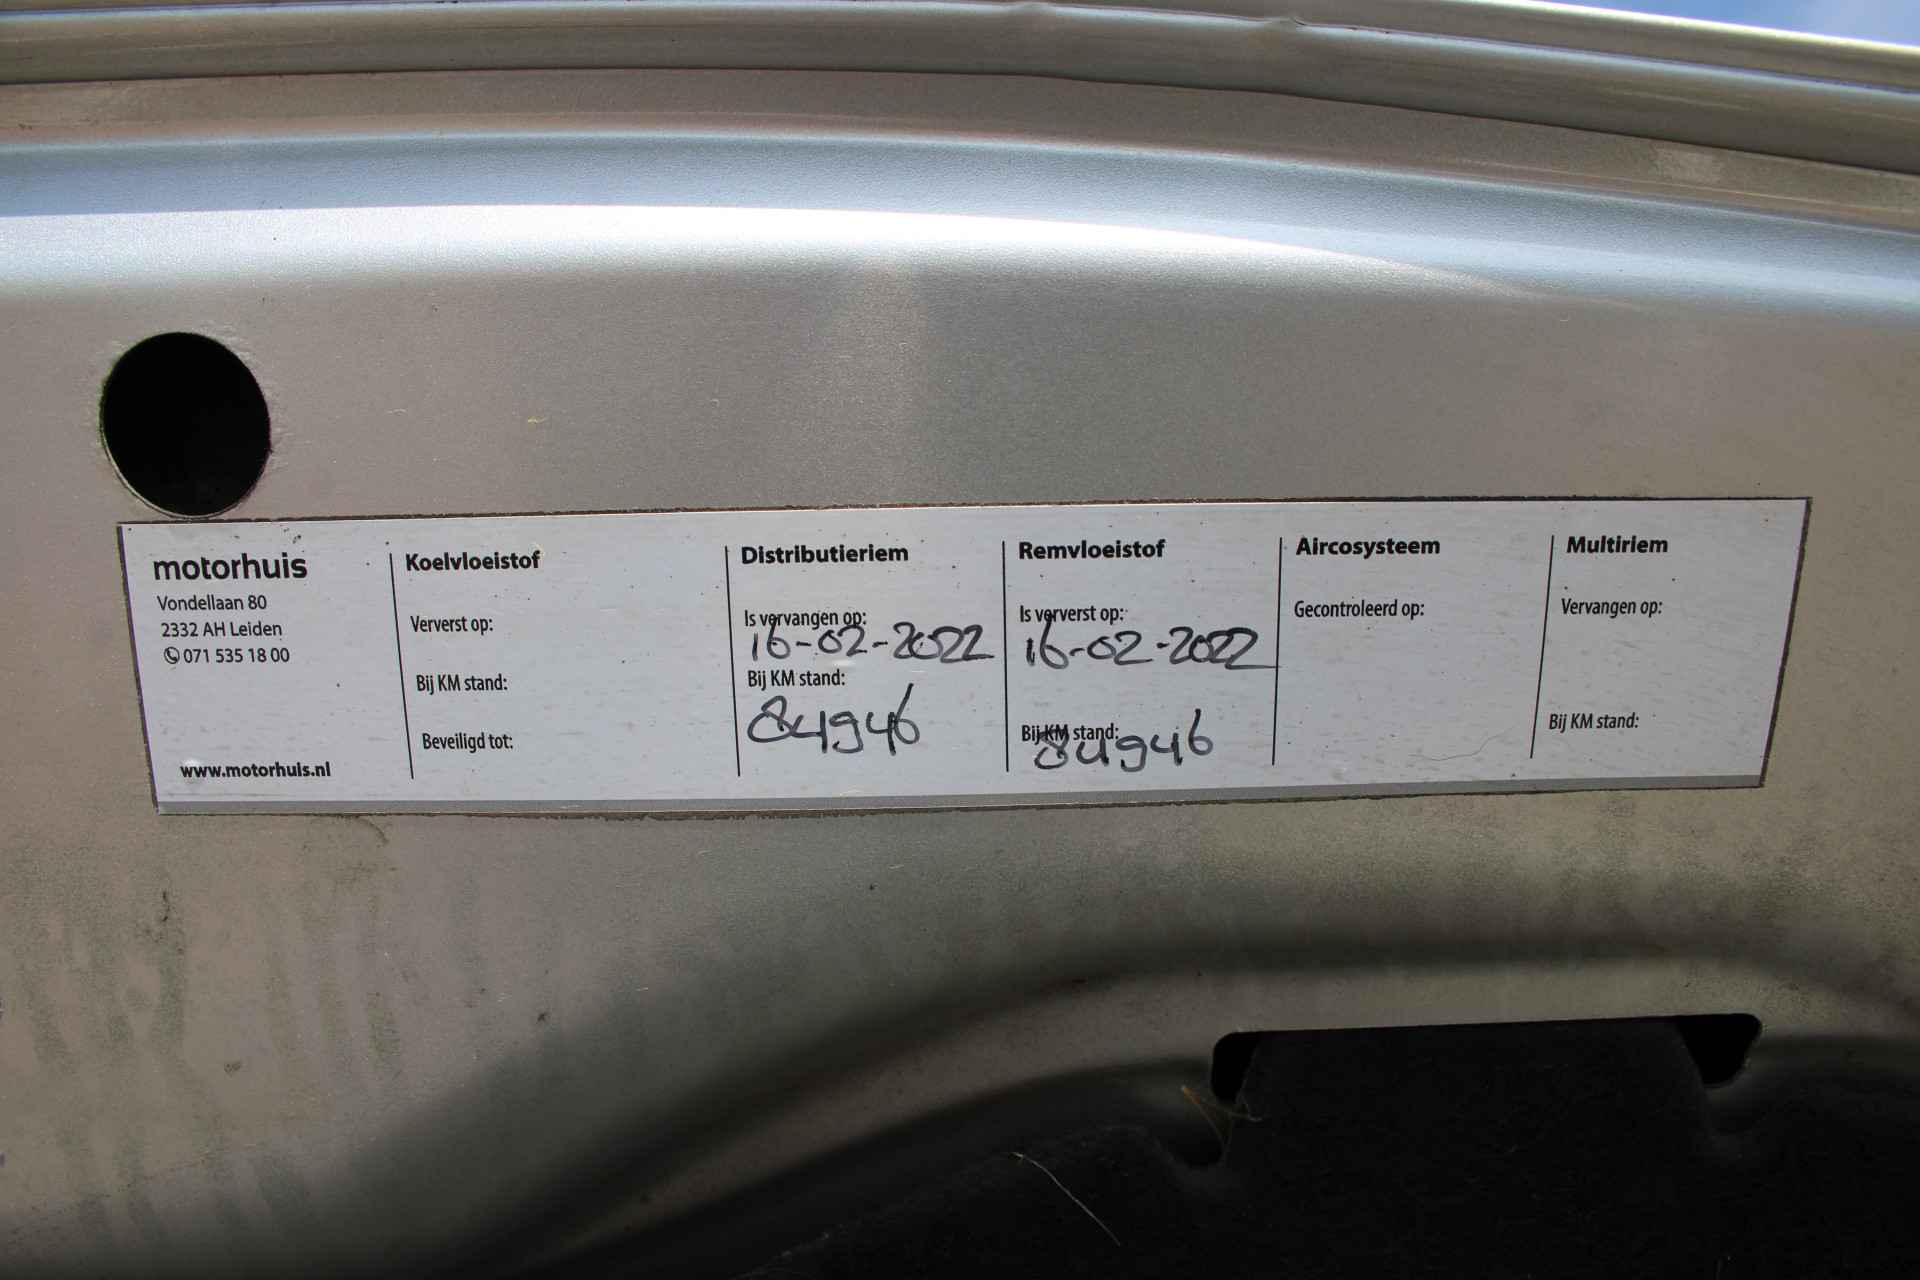 motorhuis
Vondellaan 80
2332 AH Leiden
071 535 18 00
www.motorhuis.nl
Koelvloeistof
Ververst op:
Bij KM stand:
Beveiligd tot:
Distributieriem
Is vervangen op:
16-02-2022
Bij KM stand:
84946
Remvloeistof
Is ververst op:
16-02-2022
Bij KM stand:
84946
Aircosysteem
Gecontroleerd op:
Multiriem
Vervangen op:
Bij KM stand: